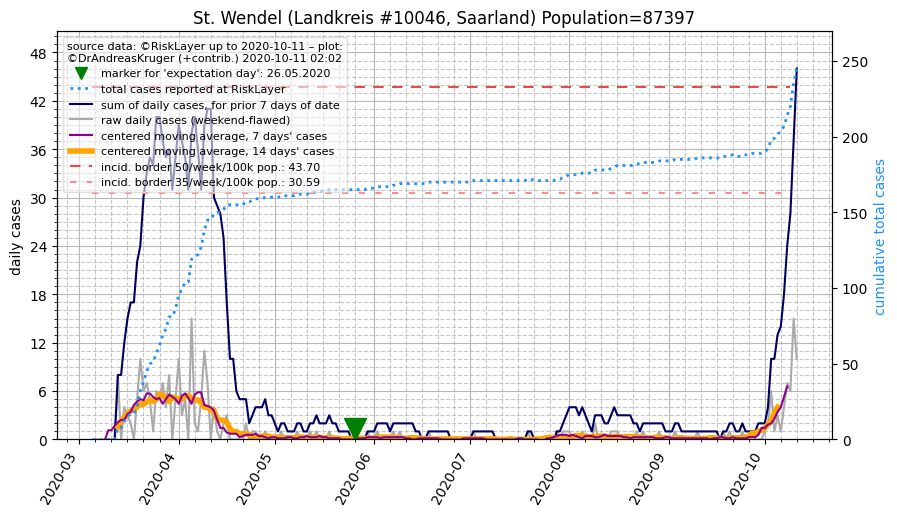 St. Wendel (Landkreis #10046, Saarland) Population=87397
source data: ©RiskLayer up to 2020-10-11 – plot:
©DrAndreasKruger (+contrib.) 2020-10-11 02:02
marker for 'expectation day': 26.05.2020
total cases reported at RiskLayer
sum of daily cases, for prior 7 days of date
raw daily cases (weekend-flawed)
centered moving average, 7 days' cases
centered moving average, 14 days' cases
incid. border 50/week/100k pop.: 43.70
incid. border 35/week/100k pop.: 30.59
daily cases
48
42
36
30
24
18
12
6
0
250
200
150
100
50
0
cumulative total cases
2020-03
2020-04
2020-05
2020-06
2020-07
2020-08
2020-09
2020-10